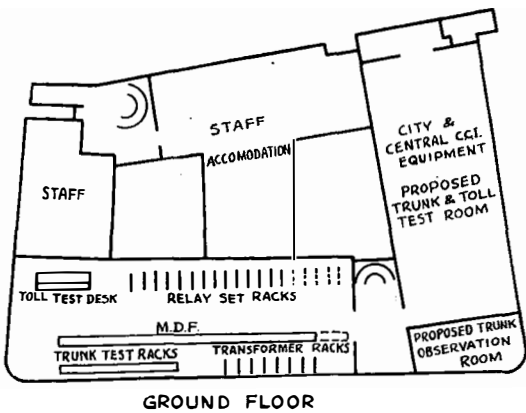 STAFF
ACCOMODATION
CITY &
CENTRAL C.C.I.
EQUIPMENT
PROPOSED
TRUNK & TOLL
TEST ROOM
STAFF
TOLL TEST DESK
RELAY SET RACKS
M.D.F.
TRUNK TEST RACKS
TRANSFORMER RACKS
PROPOSED TRUNK
OBSERVATION
ROOM
GROUND FLOOR